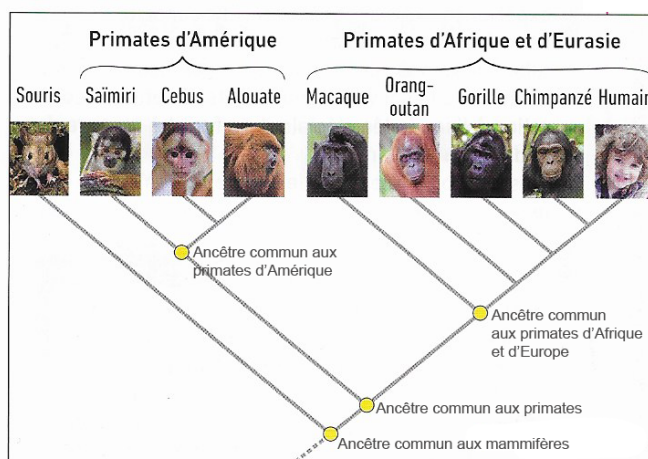 Primates d'Amérique
Primates d'Afrique et d'Eurasie
Souris
Saïmiri
Cebus
Alouate
Macaque
Orang-
outan
Gorille
Chimpanzé
Humain
Ancêtre commun aux
primates d'Amérique
Ancêtre commun
aux primates d'Afrique
et d'Europe
Ancêtre commun aux primates
Ancêtre commun aux mammifères